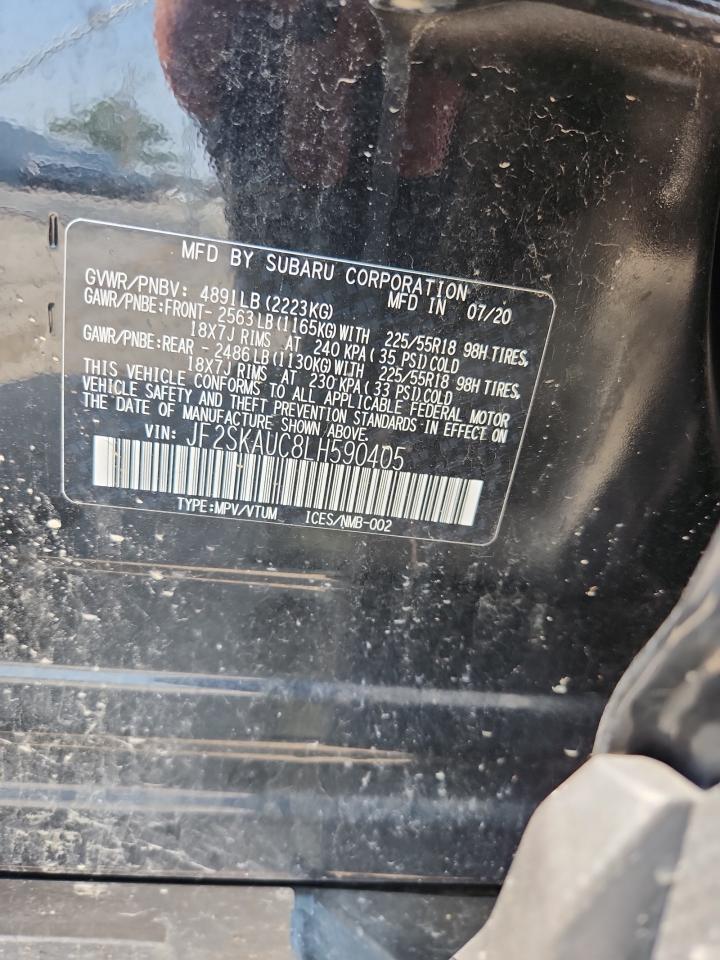 MFD BY SUBARU CORPORATION
GVWR/PNBV: 4891LB (2223KG) MFD IN 07/20
GAWR/PNBE:FRONT- 2563LB (1165KG) WITH 225/55R18 98H TIRES,
18X7J RIMS AT 240 KPA (35 PSI) COLD
GAWR/PNBE:REAR - 2486LB (1130KG) WITH 225/55R18 98H TIRES,
18X7J RIMS AT 230 KPA (33 PSI) COLD
THIS VEHICLE CONFORMS TO ALL APPLICABLE FEDERAL MOTOR
VEHICLE SAFETY AND THEFT PREVENTION STANDARDS IN EFFECT ON
THE DATE OF MANUFACTURE SHOWN ABOVE.
VIN: JF2SKAUC8LH590405
TYPE:MPV/VTUM ICES/NMB-002